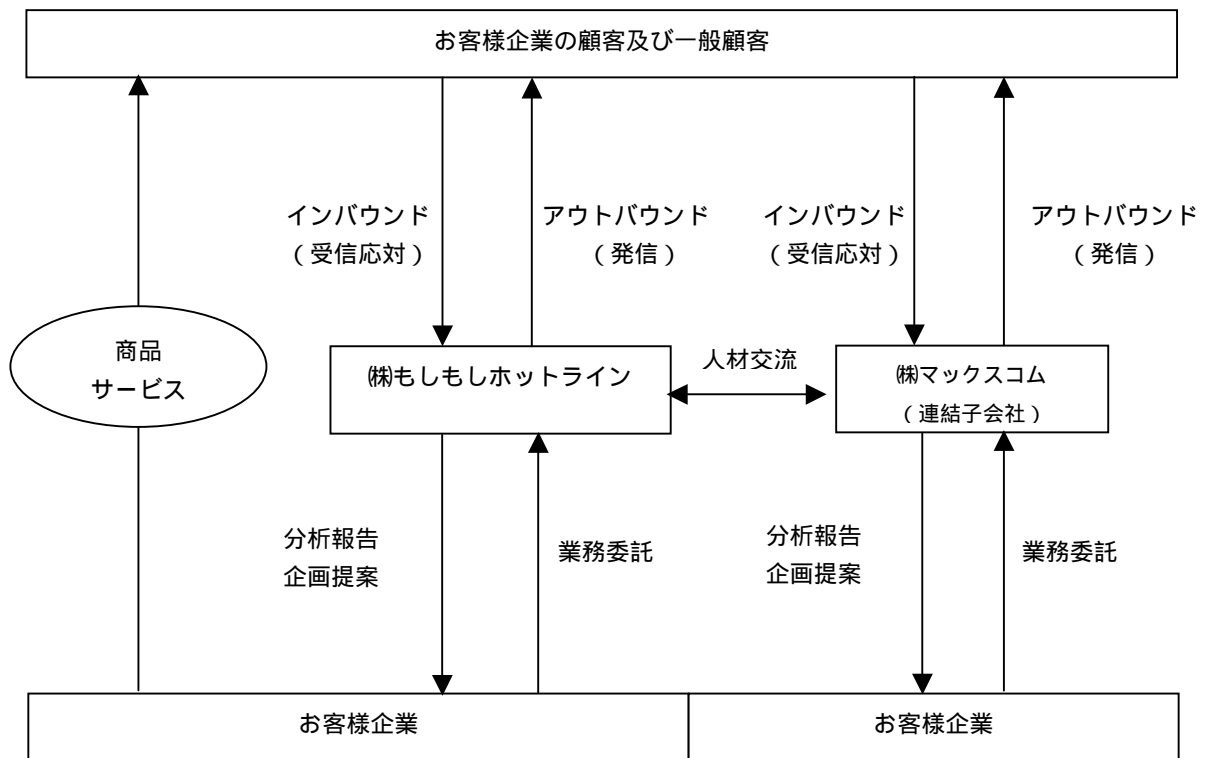 お客様企業の顧客及び一般顧客
インバウンド
（受信応対）
アウトバウンド
（発信）
インバウンド
（受信応対）
アウトバウンド
（発信）
商品
サービス
㈱もしもしホットライン
人材交流
㈱マックスコム
（連結子会社）
分析報告
企画提案
業務委託
分析報告
企画提案
業務委託
お客様企業
お客様企業